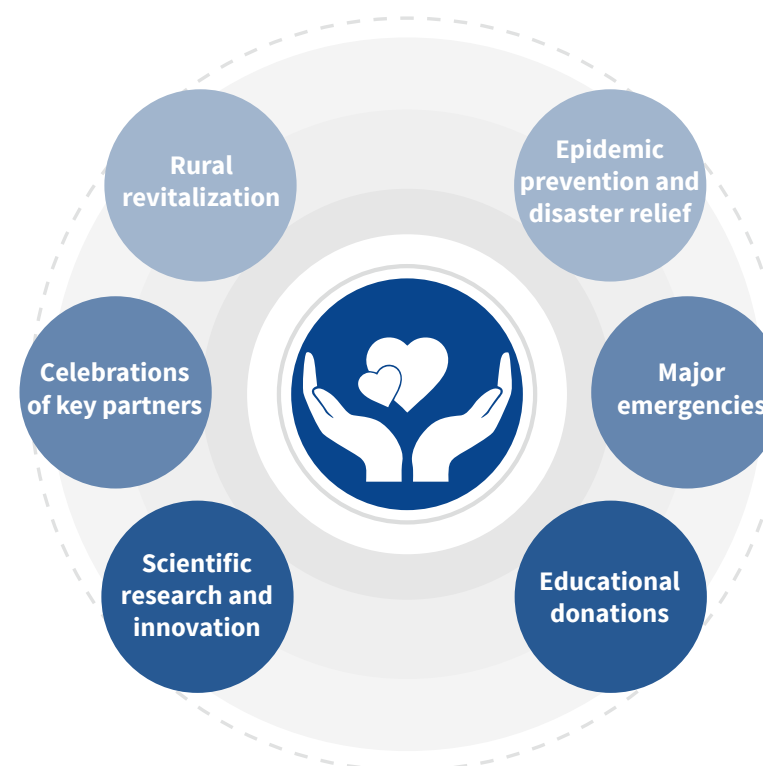 Rural
revitalization
Epidemic
prevention and
disaster relief
Celebrations
of key partners
Major
emergencies
Scientific
research and
innovation
Educational
donations